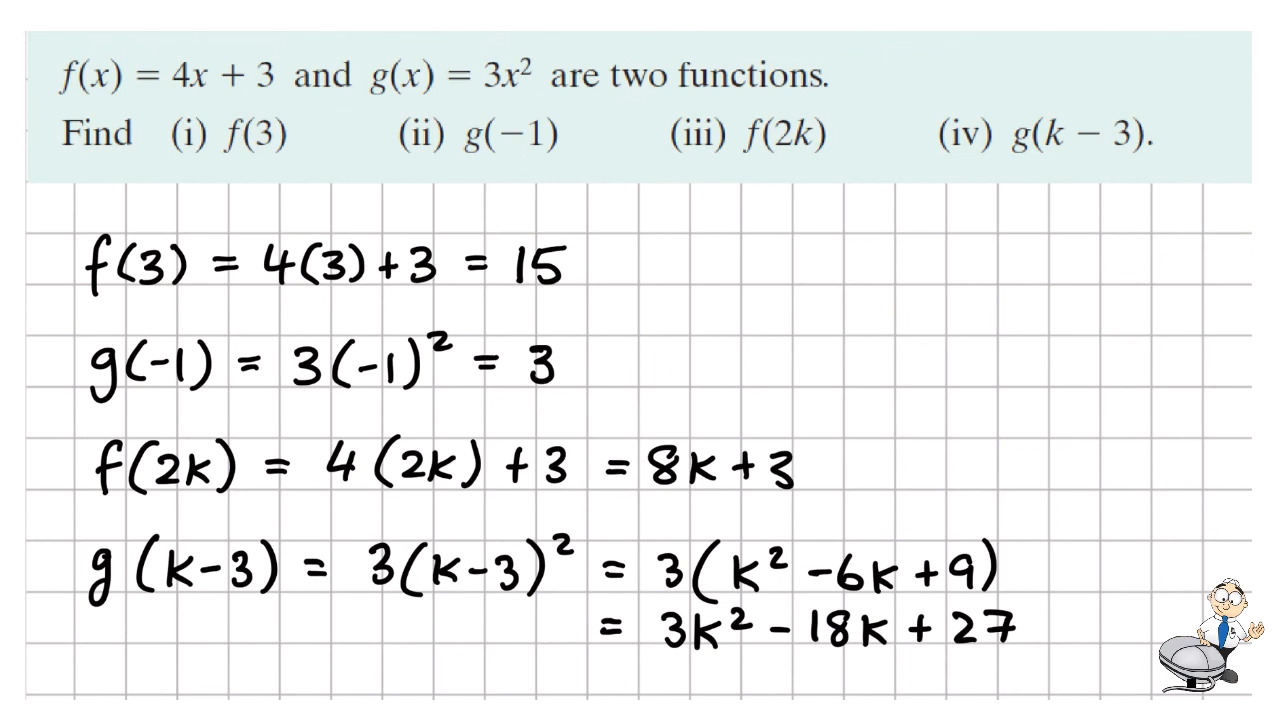 f(x) = 4x + 3 and g(x) = 3x² are two functions.
Find (i) f(3) (ii) g(−1) (iii) f(2k) (iv) g(k − 3).
f(3) = 4(3)+3 = 15
g(-1) = 3(-1)² = 3
f(2k) = 4(2k)+3 = 8k+3
g(k-3) = 3(k-3)² = 3(k²-6k+9)
= 3k²-18k+27